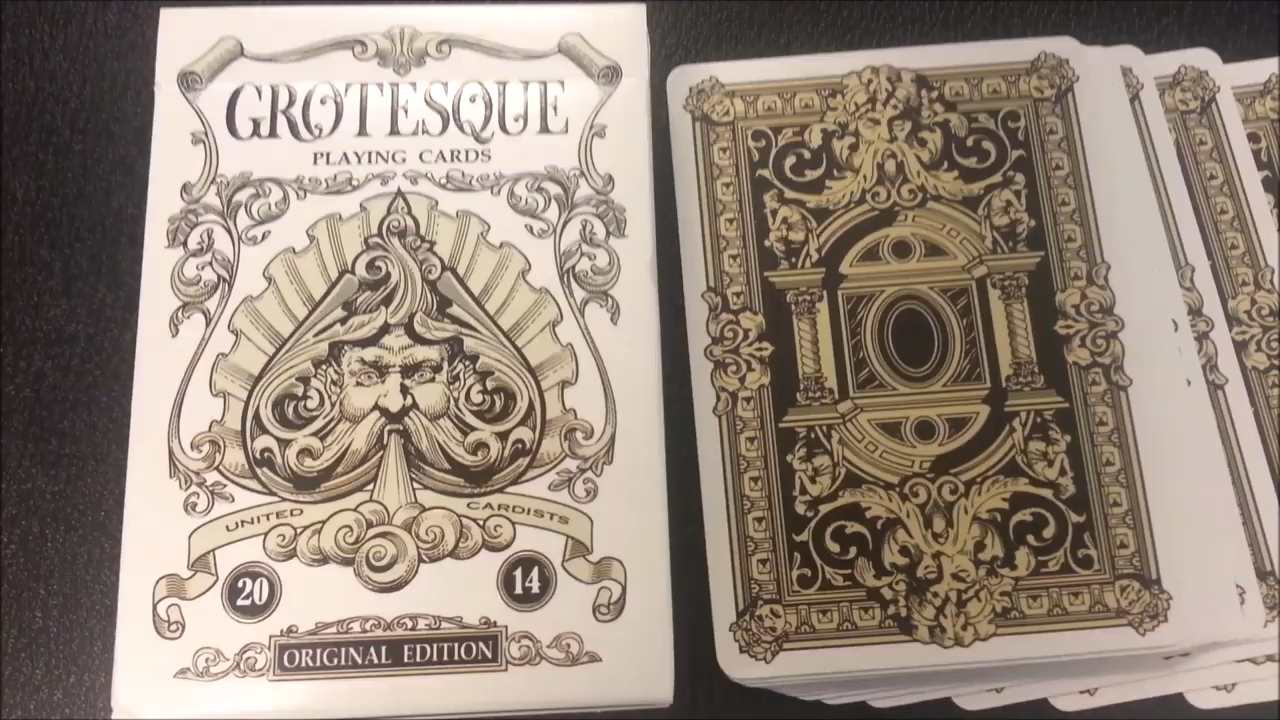 GROTESQUE
PLAYING CARDS
UNITED CARDISTS
20 14
ORIGINAL EDITION